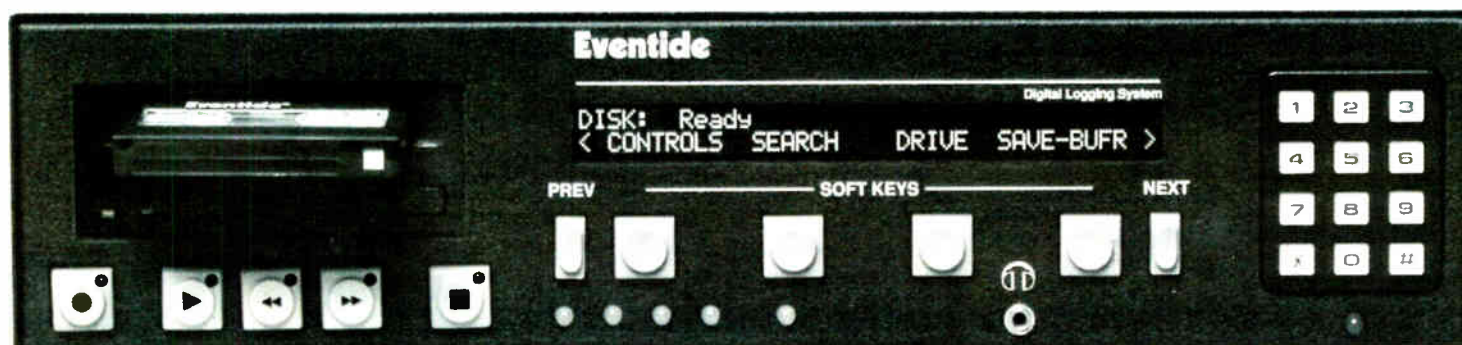 Eventide
Eventide
Digital Logging System
DISK: Ready
< CONTROLS SEARCH DRIVE SAVE-BUFR >
PREV SOFT KEYS NEXT
1 2 3
4 5 6
7 8 9
* 0 #